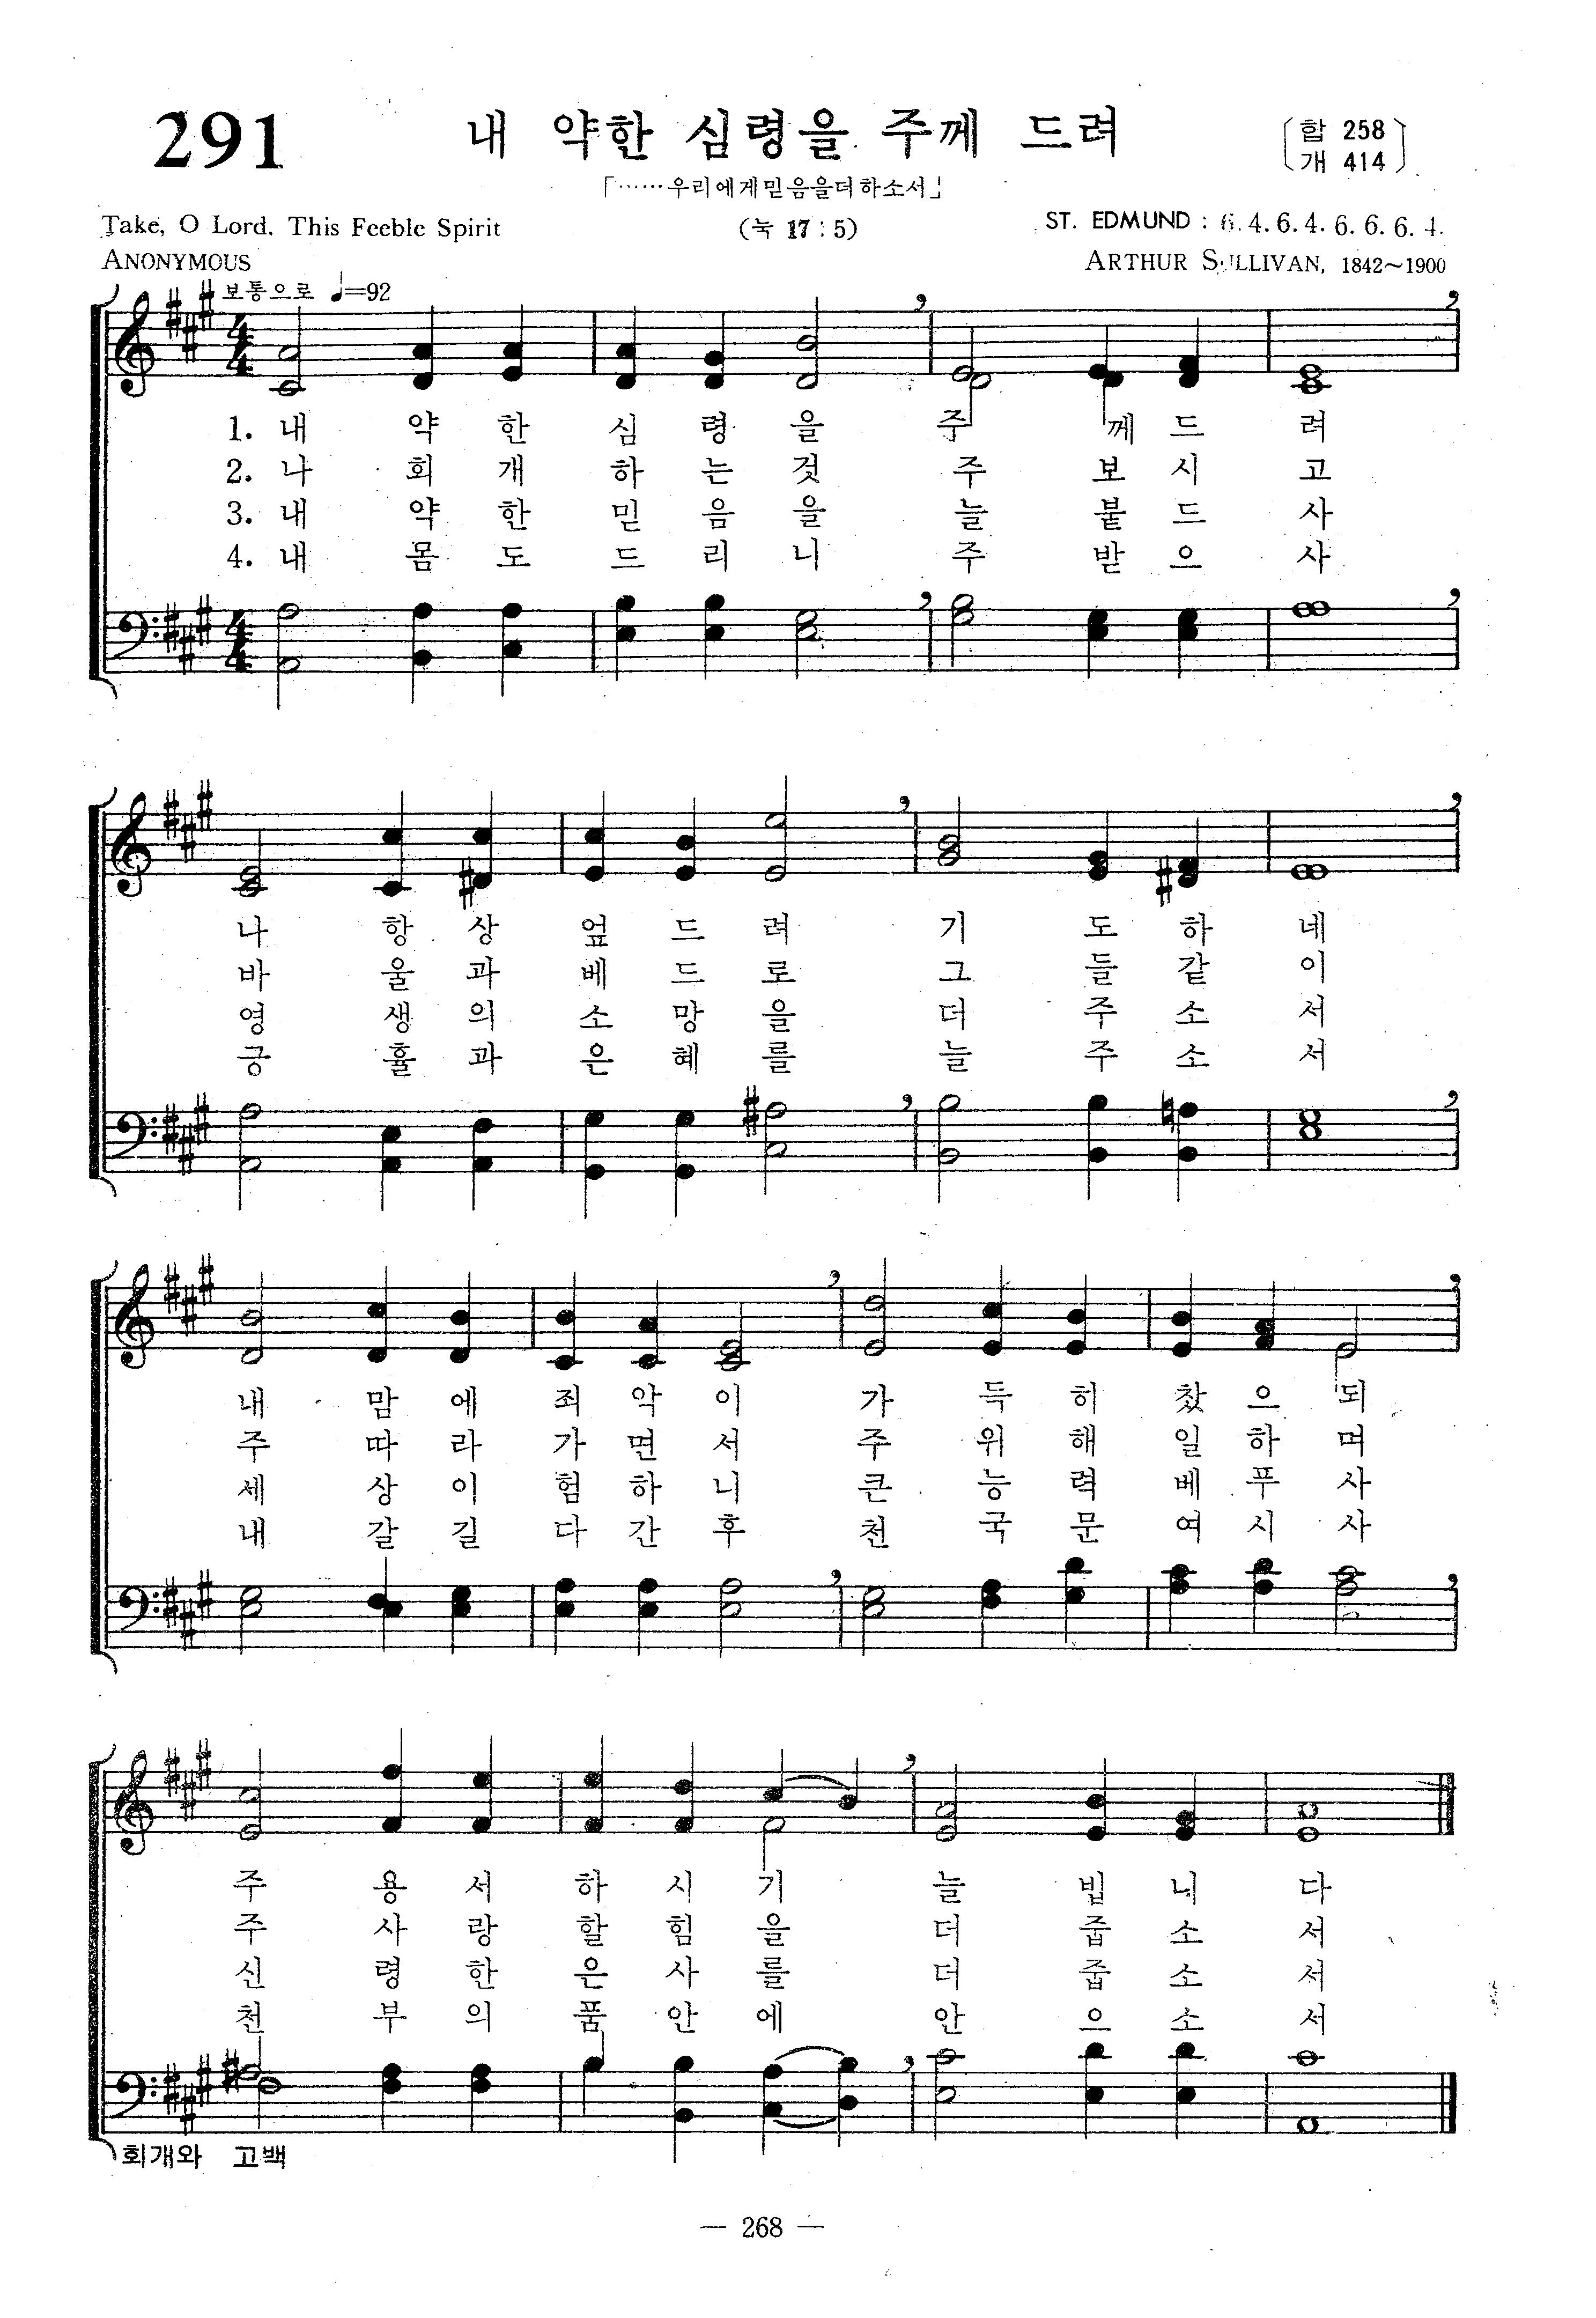 291
내 약한 심령을 주께 드려
합 258
개 414
「……우리에게믿음을더하소서」
Take, O Lord, This Feeble Spirit
(눅 17:5)
ST. EDMUND : 6. 4. 6. 4. 6. 6. 6. 4.
ANONYMOUS
ARTHUR SULLIVAN, 1842~1900
보통으로 ♩=92
1. 내 약 한 심 령 을 주 께 드 려
2. 나 회 개 하 는 것 주 보 시 고
3. 내 약 한 믿 음 을 늘 붙 드 사
4. 내 몸 도 드 리 니 주 받 으 사
나 항 상 엎 드 려 기 도 하 네
바 울 과 베 드 로 그 들 같 이
영 생 의 소 망 을 더 주 소 서
긍 휼 과 은 혜 를 늘 주 소 서
내 맘 에 죄 악 이 가 득 히 찼 으 되
주 따 라 가 면 서 주 위 해 일 하 며
세 상 이 험 하 니 큰 능 력 베 푸 사
내 갈 길 다 간 후 천 국 문 여 시 사
주 용 서 하 시 기 늘 빕 니 다
주 사 랑 할 힘 을 더 줍 소 서
신 령 한 은 사 를 더 줍 소 서
천 부 의 품 안 에 안 으 소 서
회개와 고백
— 268 —